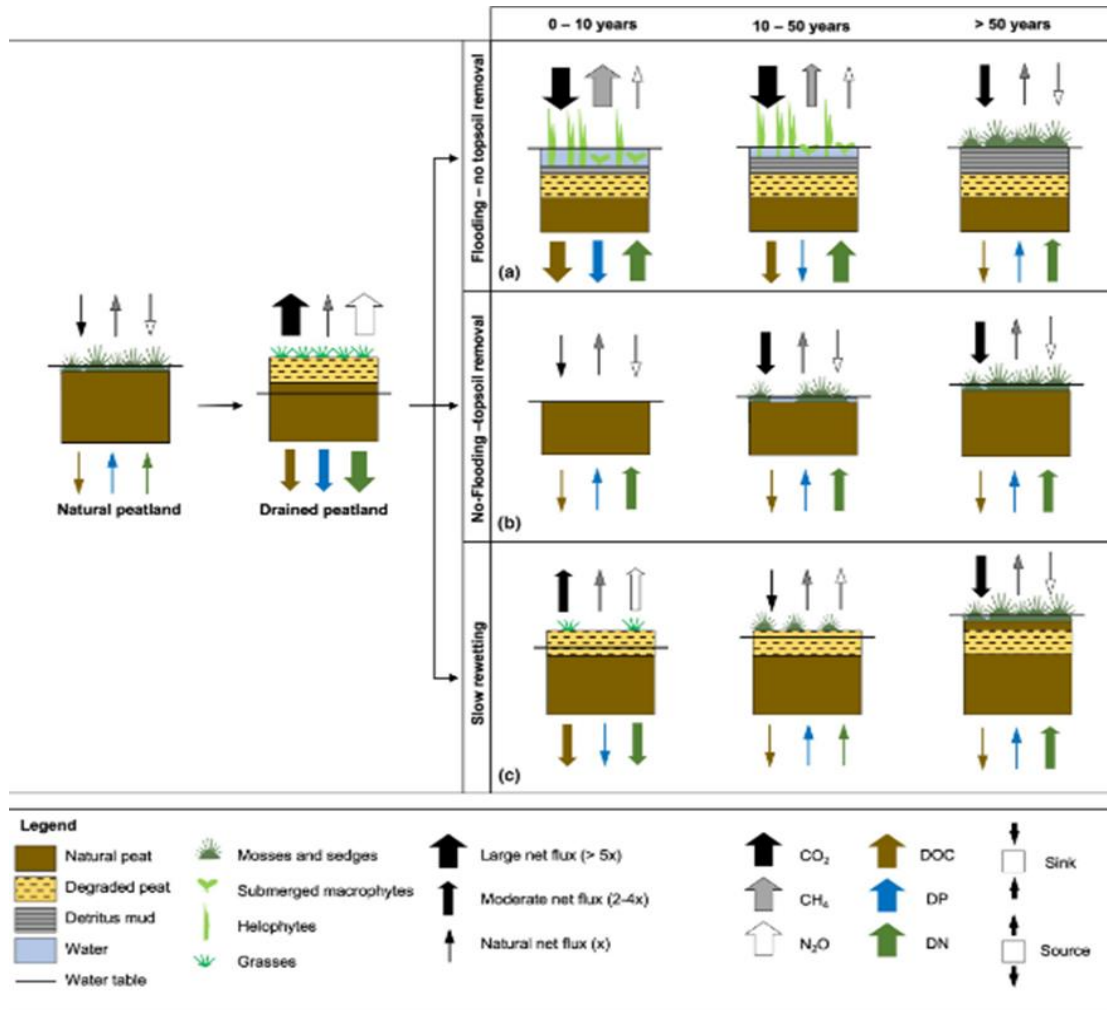 0 – 10 years
10 – 50 years
> 50 years
Flooding – no topsoil removal
(a)
Natural peatland
Drained peatland
No-Flooding –topsoil removal
(b)
Slow rewetting
(c)
Legend
Natural peat
Degraded peat
Detritus mud
Water
Water table
Mosses and sedges
Submerged macrophytes
Helophytes
Grasses
Large net flux (> 5x)
Moderate net flux (2-4x)
Natural net flux (x)
CO₂
CH₄
N₂O
DOC
DP
DN
Sink
Source